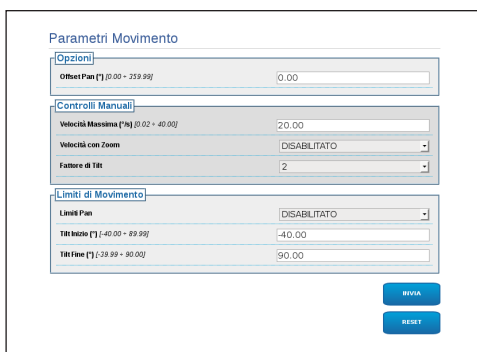 Parametri Movimento
Opzioni
Offset Pan (°) [0.00 ÷ 359.99] 0.00
Controlli Manuali
Velocità Massima (°/s) [0.02 ÷ 40.00] 20.00
Velocità con Zoom DISABILITATO
Fattore di Tilt 2
Limiti di Movimento
Limiti Pan DISABILITATO
Tilt Inizio (°) [-40.00 ÷ 89.99] -40.00
Tilt Fine (°) [-39.99 ÷ 90.00] 90.00
INVIA
RESET